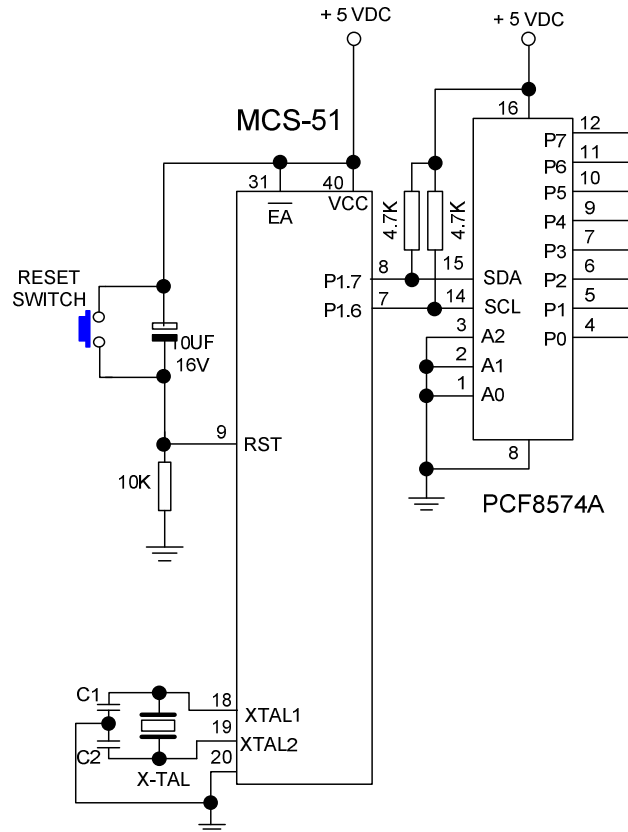 + 5 VDC
+ 5 VDC
MCS-51
16
P7
12
P6
11
P5
10
P4
9
P3
7
P2
6
P1
5
P0
4
31
40
EA
VCC
4.7K
4.7K
P1.7
8
15
SDA
P1.6
7
14
SCL
3
A2
2
A1
1
A0
8
PCF8574A
RESET
SWITCH
10UF
16V
9
RST
10K
C1
C2
X-TAL
18
XTAL1
19
XTAL2
20